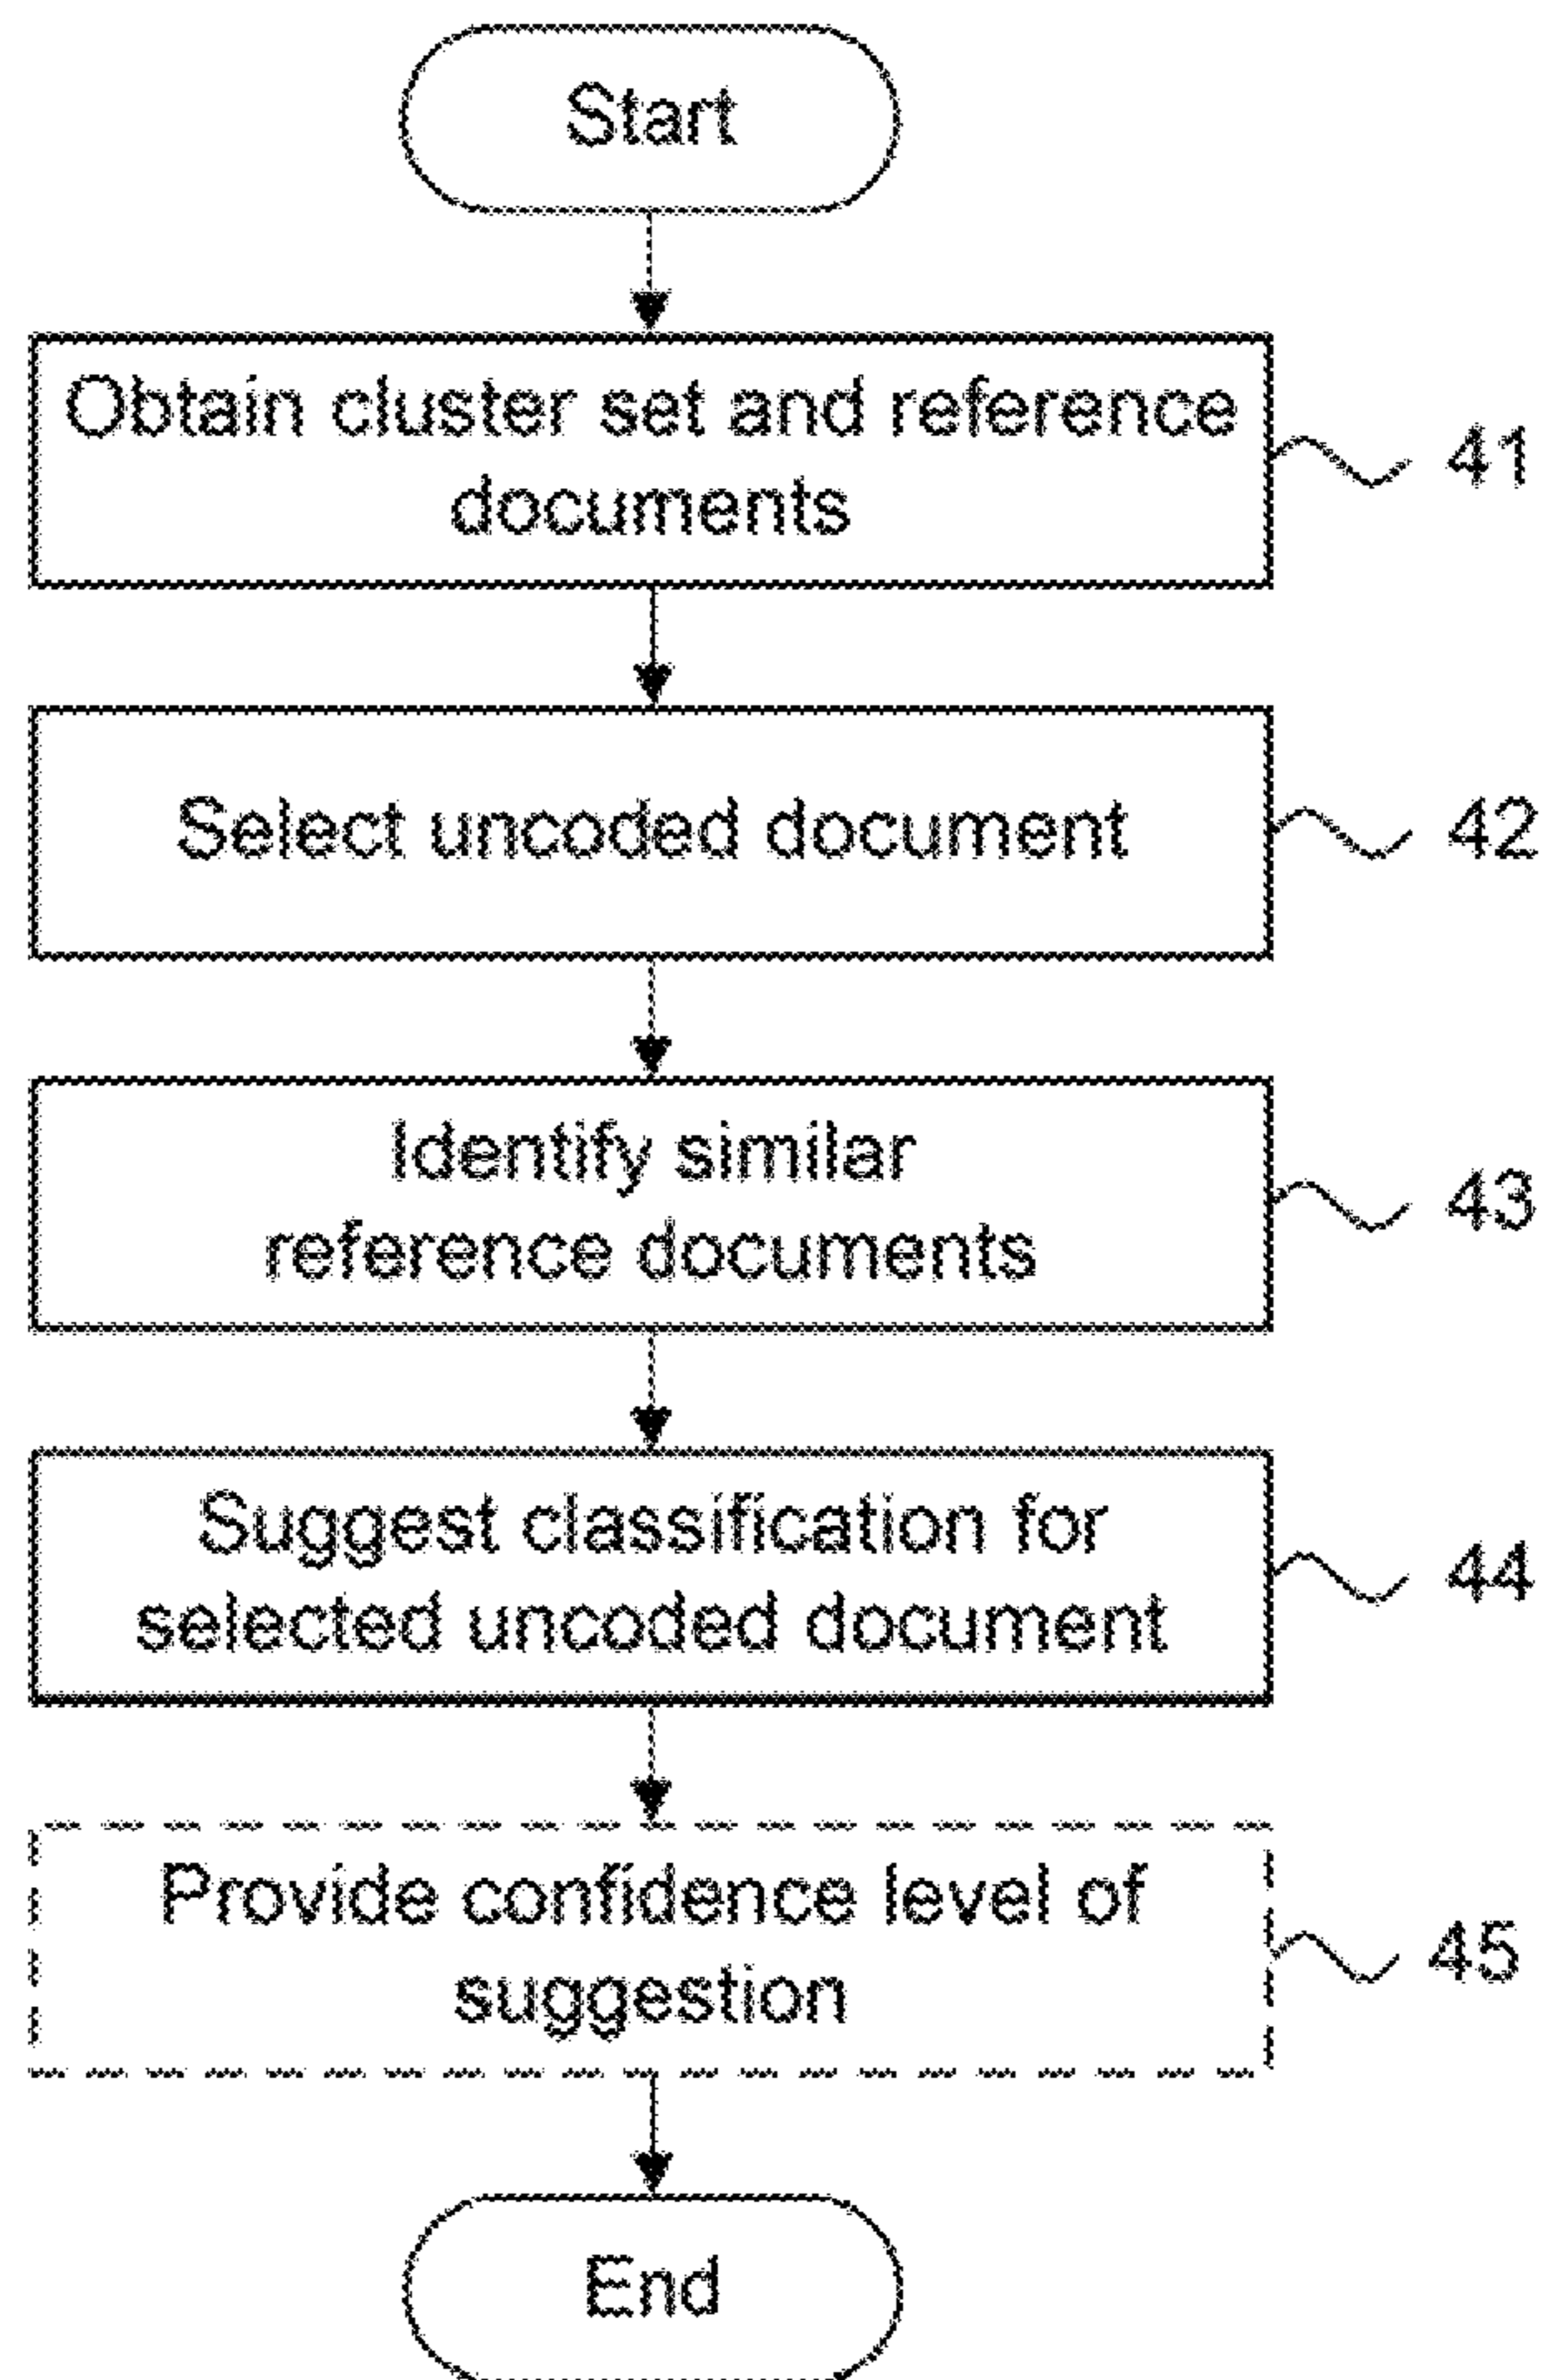 Start
Obtain cluster set and reference
documents
41
Select uncoded document
42
Identify similar
reference documents
43
Suggest classification for
selected uncoded document
44
Provide confidence level of
suggestion
45
End